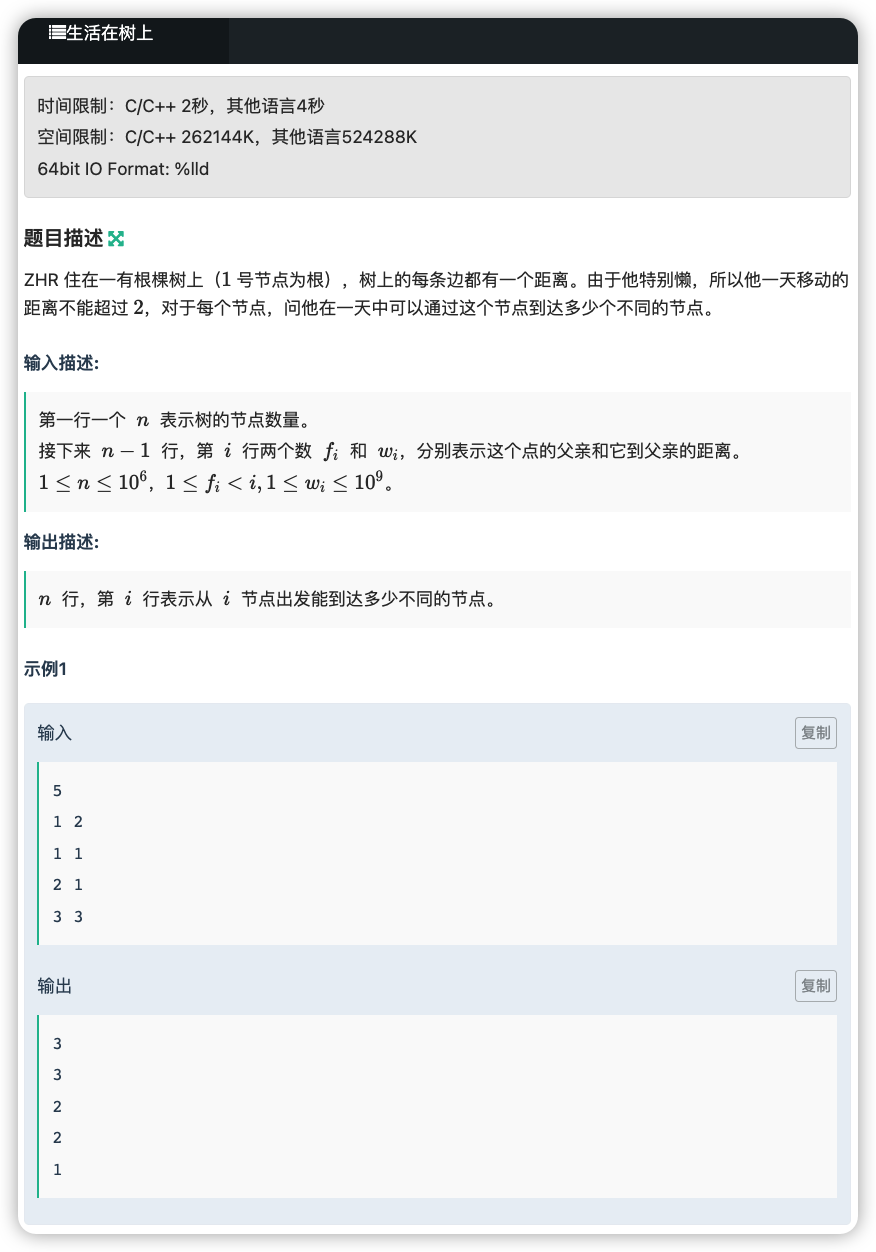 生活在树上
时间限制：C/C++ 2秒，其他语言4秒
空间限制：C/C++ 262144K，其他语言524288K
64bit IO Format: %lld
题目描述
ZHR 住在一有根棵树上（1 号节点为根），树上的每条边都有一个距离。由于他特别懒，所以他一天移动的
距离不能超过 2，对于每个节点，问他在一天中可以通过这个节点到达多少个不同的节点。
输入描述:
第一行一个 n 表示树的节点数量。
接下来 n − 1 行，第 i 行两个数 f_i 和 w_i，分别表示这个点的父亲和它到父亲的距离。
1 ≤ n ≤ 10^6，1 ≤ f_i < i, 1 ≤ w_i ≤ 10^9。
输出描述:
n 行，第 i 行表示从 i 节点出发能到达多少不同的节点。
示例1
输入
复制
5
1 2
1 1
2 1
3 3
输出
复制
3
3
2
2
1